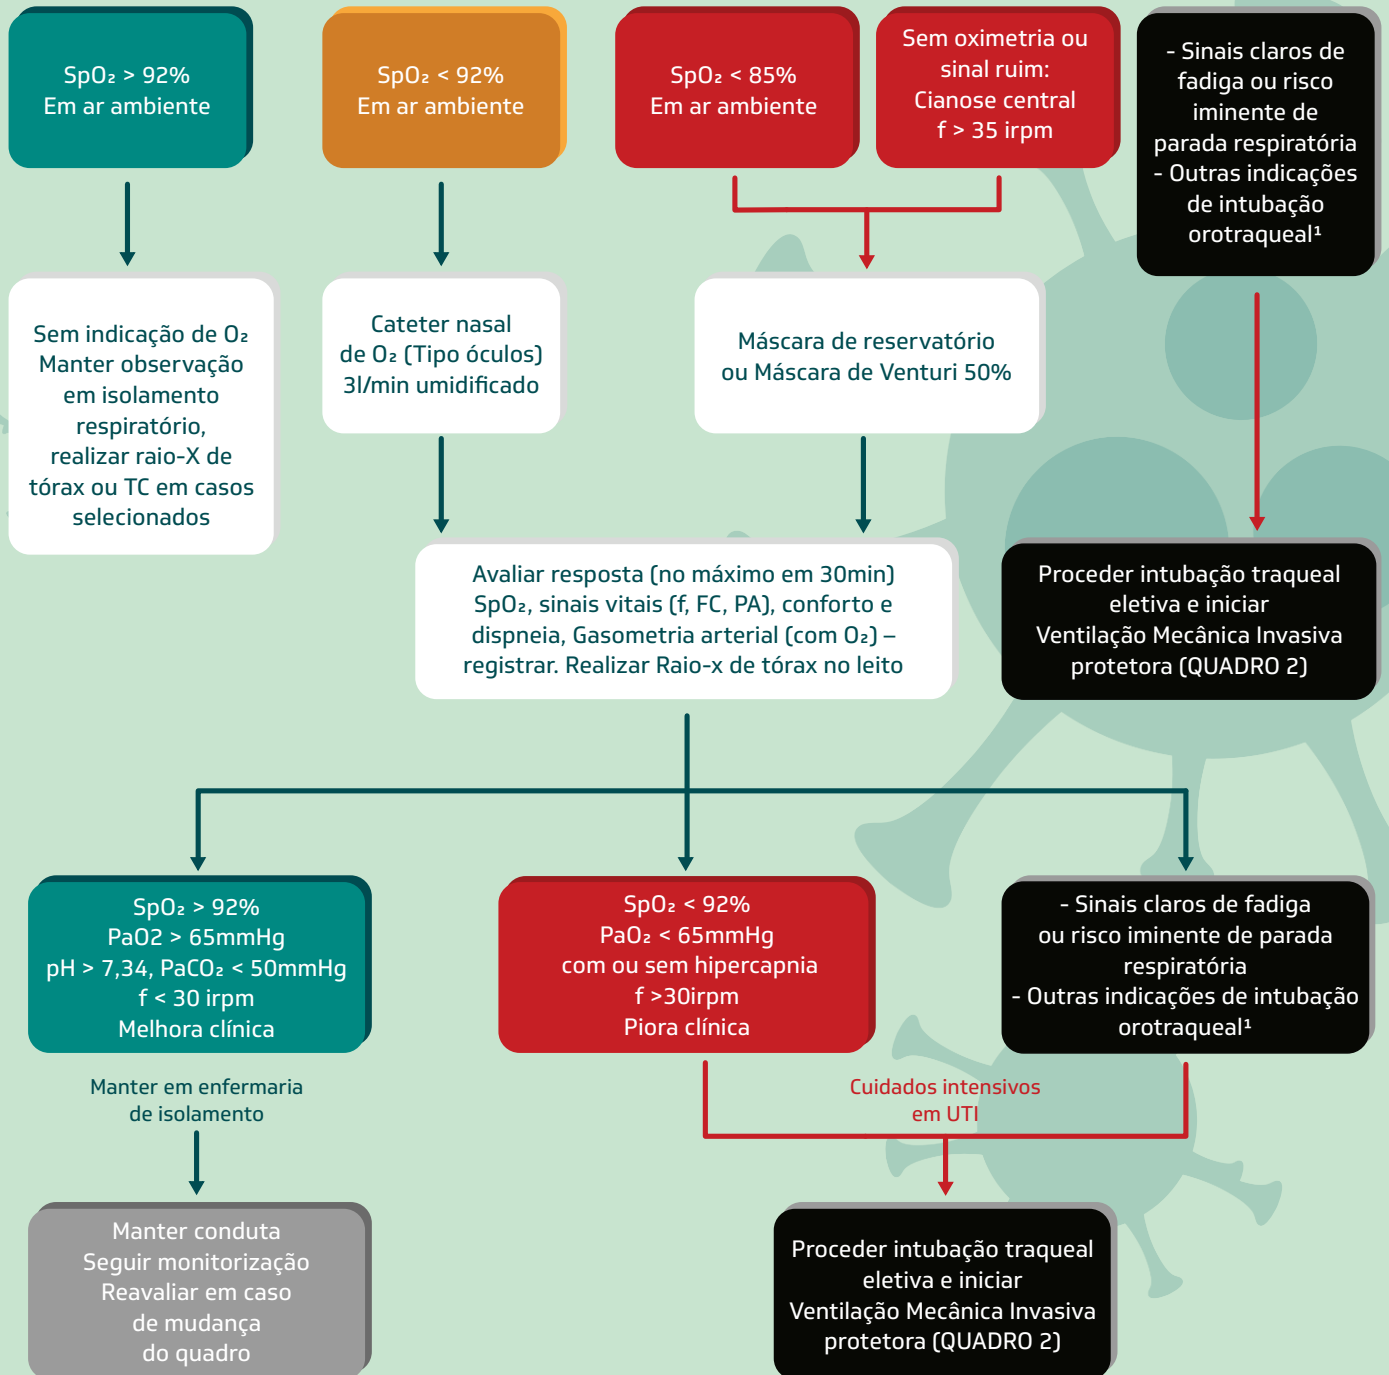 SpO₂ > 92%
Em ar ambiente
SpO₂ < 92%
Em ar ambiente
SpO₂ < 85%
Em ar ambiente
Sem oximetria ou
sinal ruim:
Cianose central
f > 35 irpm
- Sinais claros de
fadiga ou risco
iminente de
parada respiratória
- Outras indicações
de intubação
orotraqueal¹
Sem indicação de O₂
Manter observação
em isolamento
respiratório,
realizar raio-X de
tórax ou TC em casos
selecionados
Cateter nasal
de O₂ (Tipo óculos)
3l/min umidificado
Máscara de reservatório
ou Máscara de Venturi 50%
Avaliar resposta (no máximo em 30min)
SpO₂, sinais vitais (f, FC, PA), conforto e
dispneia, Gasometria arterial (com O₂) –
registrar. Realizar Raio-x de tórax no leito
Proceder intubação traqueal
eletiva e iniciar
Ventilação Mecânica Invasiva
protetora (QUADRO 2)
SpO₂ > 92%
PaO2 > 65mmHg
pH > 7,34, PaCO₂ < 50mmHg
f < 30 irpm
Melhora clínica
SpO₂ < 92%
PaO₂ < 65mmHg
com ou sem hipercapnia
f >30irpm
Piora clínica
- Sinais claros de fadiga
ou risco iminente de parada
respiratória
- Outras indicações de intubação
orotraqueal¹
Manter em enfermaria
de isolamento
Cuidados intensivos
em UTI
Manter conduta
Seguir monitorização
Reavaliar em caso
de mudança
do quadro
Proceder intubação traqueal
eletiva e iniciar
Ventilação Mecânica Invasiva
protetora (QUADRO 2)